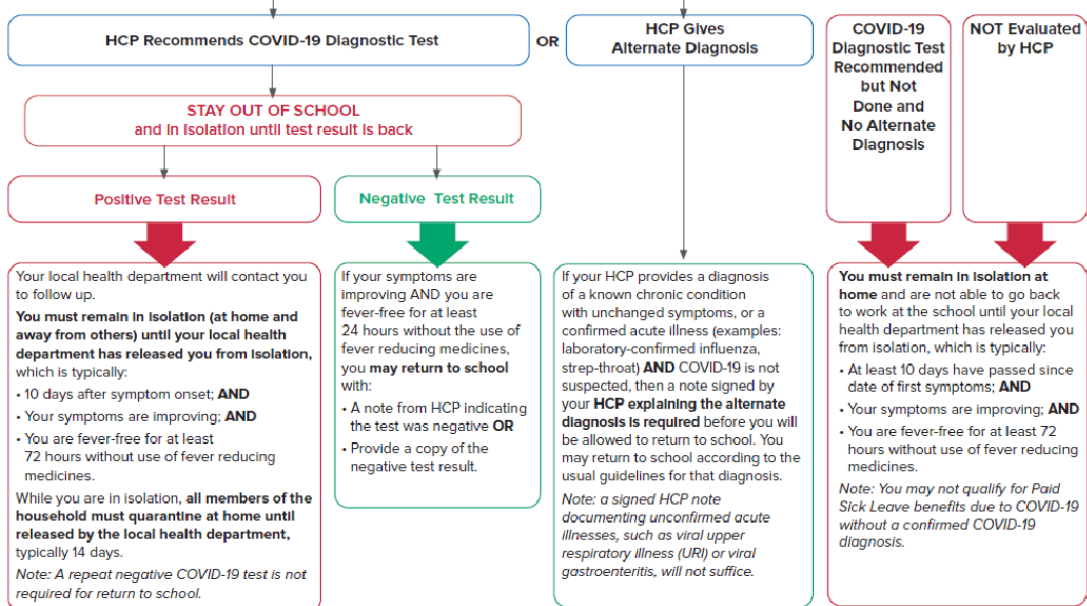 HCP Recommends COVID-19 Diagnostic Test
OR
HCP Gives
Alternate Diagnosis
COVID-19
Diagnostic Test
Recommended
but Not
Done and
No Alternate
Diagnosis
NOT Evaluated
by HCP
STAY OUT OF SCHOOL
and in isolation until test result is back
Positive Test Result
Negative Test Result
Your local health department will contact you
to follow up.
You must remain in isolation (at home and
away from others) until your local health
department has released you from isolation,
which is typically:
• 10 days after symptom onset; AND
• Your symptoms are improving; AND
• You are fever-free for at least
72 hours without use of fever reducing
medicines.
While you are in isolation, all members of the
household must quarantine at home until
released by the local health department,
typically 14 days.
Note: A repeat negative COVID-19 test is not
required for return to school.
If your symptoms are
improving AND you are
fever-free for at least
24 hours without the use of
fever reducing medicines,
you may return to school
with:
• A note from HCP indicating
the test was negative OR
• Provide a copy of the
negative test result.
If your HCP provides a diagnosis
of a known chronic condition
with unchanged symptoms, or a
confirmed acute illness (examples:
laboratory-confirmed influenza,
strep-throat) AND COVID-19 is not
suspected, then a note signed by
your HCP explaining the alternate
diagnosis is required before you will
be allowed to return to school. You
may return to school according to the
usual guidelines for that diagnosis.
Note: a signed HCP note
documenting unconfirmed acute
illnesses, such as viral upper
respiratory illness (URI) or viral
gastroenteritis, will not suffice.
You must remain in isolation at
home and are not able to go back
to work at the school until your local
health department has released you
from isolation, which is typically:
• At least 10 days have passed since
date of first symptoms; AND
• Your symptoms are improving; AND
• You are fever-free for at least 72
hours without use of fever reducing
medicines.
Note: You may not qualify for Paid
Sick Leave benefits due to COVID-19
without a confirmed COVID-19
diagnosis.